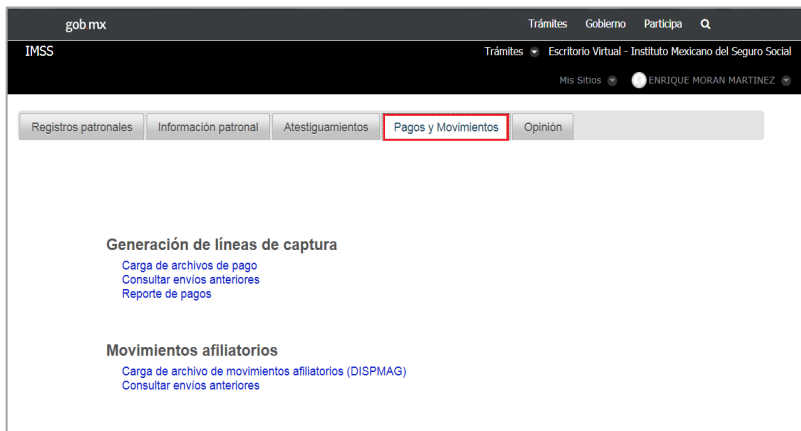 gob mx
Trámites Gobierno Participa
IMSS
Trámites Escritorio Virtual - Instituto Mexicano del Seguro Social
Mis Sitios ENRIQUE MORAN MARTINEZ
Registros patronales Información patronal Atestiguamientos Pagos y Movimientos Opinión
Generación de líneas de captura
Carga de archivos de pago
Consultar envíos anteriores
Reporte de pagos
Movimientos afiliatorios
Carga de archivo de movimientos afiliatorios (DISPMAG)
Consultar envíos anteriores